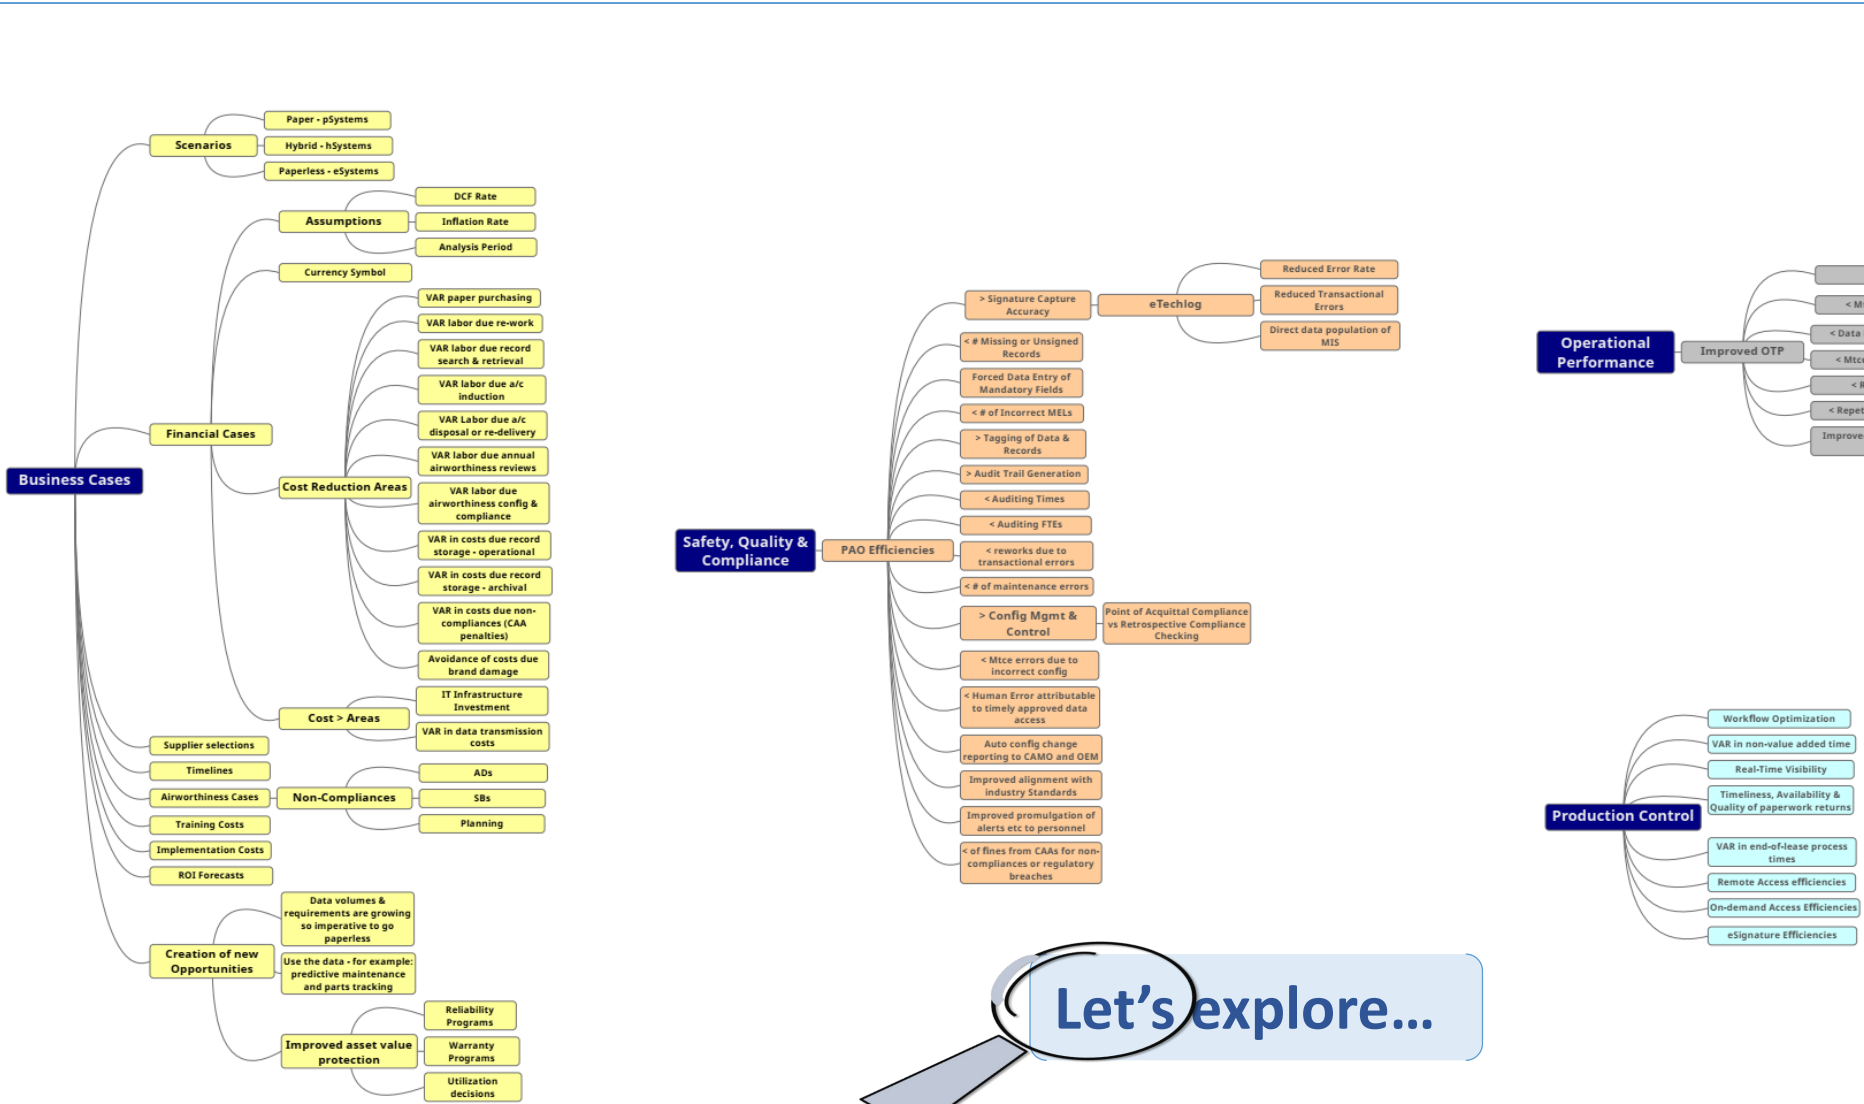 Business Cases
Scenarios
Paper - pSystems
Hybrid - hSystems
Paperless - eSystems
Financial Cases
Assumptions
DCF Rate
Inflation Rate
Analysis Period
Currency Symbol
Cost Reduction Areas
VAR paper purchasing
VAR labor due re-work
VAR labor due record
search & retrieval
VAR labor due a/c
induction
VAR Labor due a/c
disposal or re-delivery
VAR labor due annual
airworthiness reviews
VAR labor due
airworthiness config &
compliance
VAR in costs due record
storage - operational
VAR in costs due record
storage - archival
VAR in costs due non-
compliances (CAA
penalties)
Avoidance of costs due
brand damage
Cost > Areas
IT Infrastructure
Investment
VAR in data transmission
costs
Supplier selections
Timelines
Airworthiness Cases
Non-Compliances
ADs
SBs
Planning
Training Costs
Implementation Costs
ROI Forecasts
Creation of new
Opportunities
Data volumes &
requirements are growing
so imperative to go
paperless
Use the data - for example:
predictive maintenance
and parts tracking
Improved asset value
protection
Reliability
Programs
Warranty
Programs
Utilization
decisions
Safety, Quality &
Compliance
PAO Efficiencies
> Signature Capture
Accuracy
eTechlog
Reduced Error Rate
Reduced Transactional
Errors
Direct data population of
MIS
< # Missing or Unsigned
Records
Forced Data Entry of
Mandatory Fields
< # of Incorrect MELs
> Tagging of Data &
Records
> Audit Trail Generation
< Auditing Times
< Auditing FTEs
< reworks due to
transactional errors
< # of maintenance errors
> Config Mgmt &
Control
Point of Acquittal Compliance
vs Retrospective Compliance
Checking
< Mtce errors due to
incorrect config
< Human Error attributable
to timely approved data
access
Auto config change
reporting to CAMO and OEM
Improved alignment with
industry Standards
Improved promulgation of
alerts etc to personnel
< of fines from CAAs for non-
compliances or regulatory
breaches
Operational
Performance
Improved OTP
< Data
< Mtce
Production Control
Workflow Optimization
VAR in non-value added time
Real-Time Visibility
Timeliness, Availability &
Quality of paperwork returns
VAR in end-of-lease process
times
Remote Access efficiencies
On-demand Access Efficiencies
eSignature Efficiencies
Let's explore...